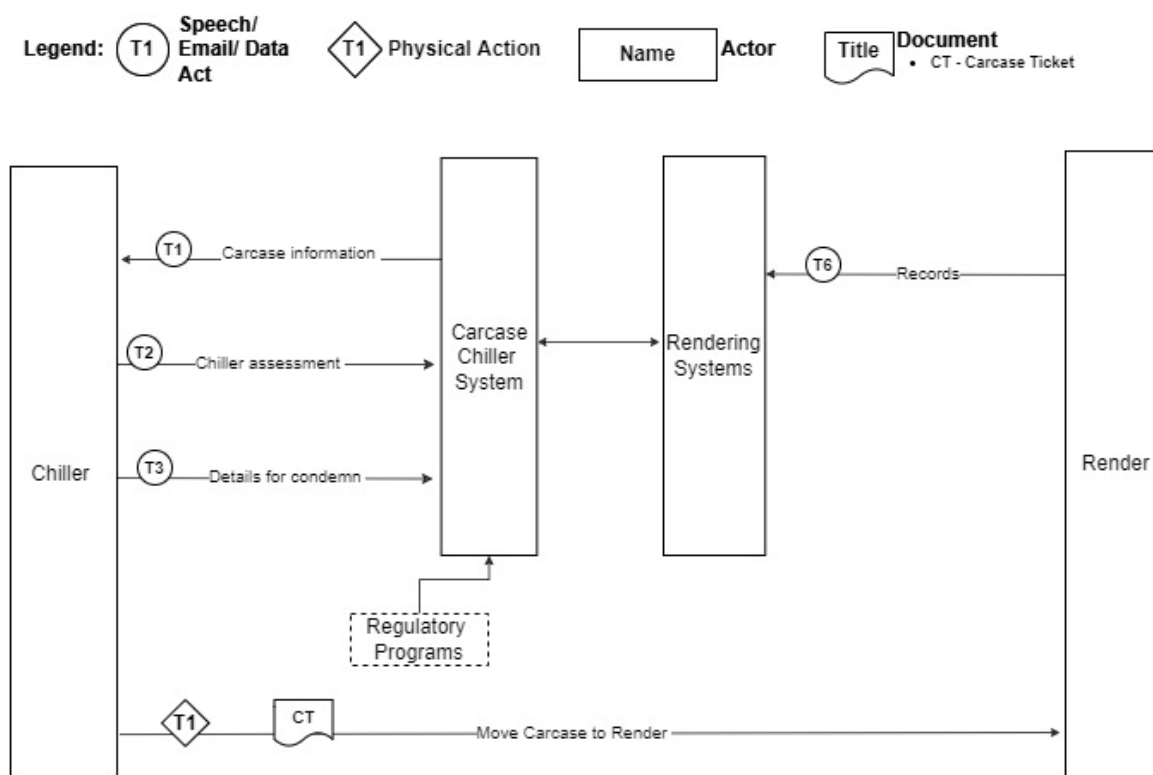 Legend:
T1
Speech/
Email/ Data
Act
T1
Physical Action
Name
Actor
Title
Document
• CT - Carcase Ticket
T1
Carcase information
T6
Records
T2
Chiller assessment
Carcase
Chiller
System
Rendering
Systems
T3
Details for condemn
Chiller
Render
Regulatory
Programs
T1
CT
Move Carcase to Render